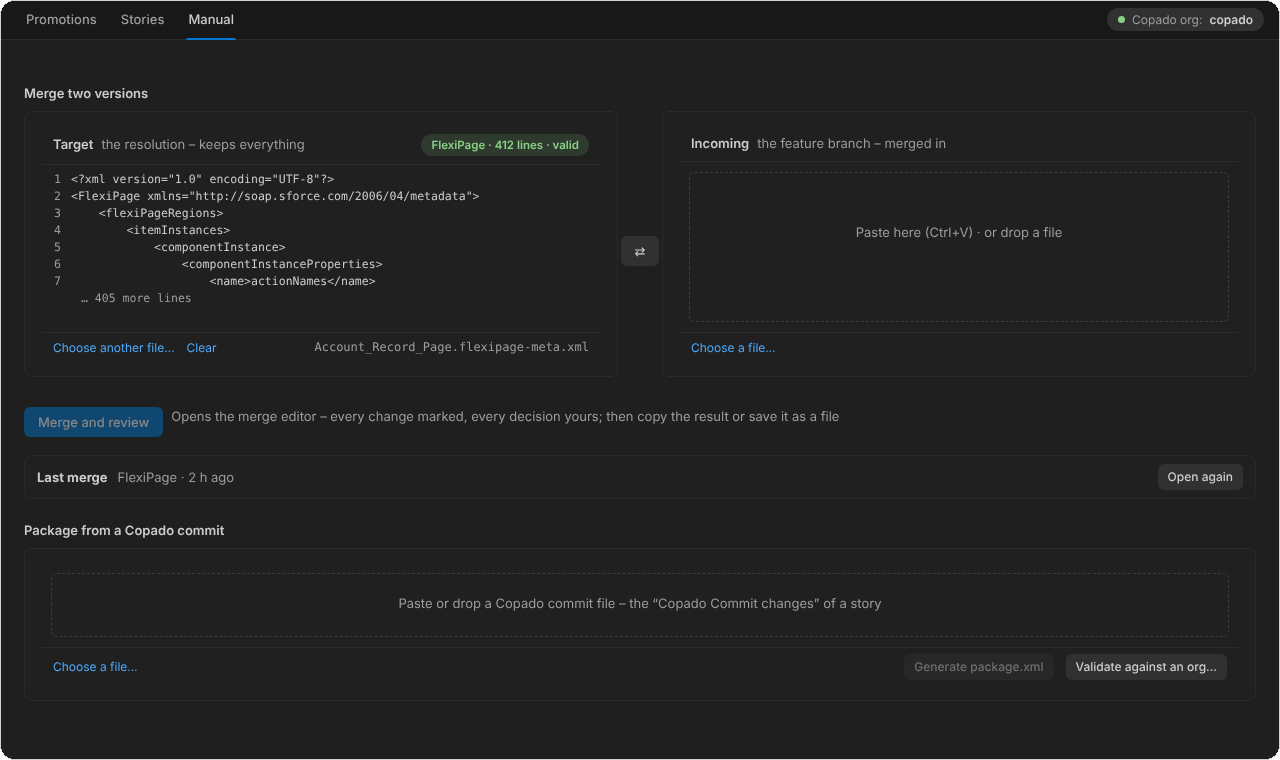 Promotions Stories Manual Copado org: copado
Merge two versions
Target the resolution – keeps everything FlexiPage · 412 lines · valid
1 <?xml version="1.0" encoding="UTF-8"?>
2 <FlexiPage xmlns="http://soap.sforce.com/2006/04/metadata">
3 <flexiPageRegions>
4 <itemInstances>
5 <componentInstance>
6 <componentInstanceProperties>
7 <name>actionNames</name>
… 405 more lines
Choose another file… Clear Account_Record_Page.flexipage-meta.xml
⇄
Incoming the feature branch – merged in
Paste here (Ctrl+V) · or drop a file
Choose a file…
Merge and review Opens the merge editor – every change marked, every decision yours; then copy the result or save it as a file
Last merge FlexiPage · 2 h ago Open again
Package from a Copado commit
Paste or drop a Copado commit file – the “Copado Commit changes” of a story
Choose a file… Generate package.xml Validate against an org…